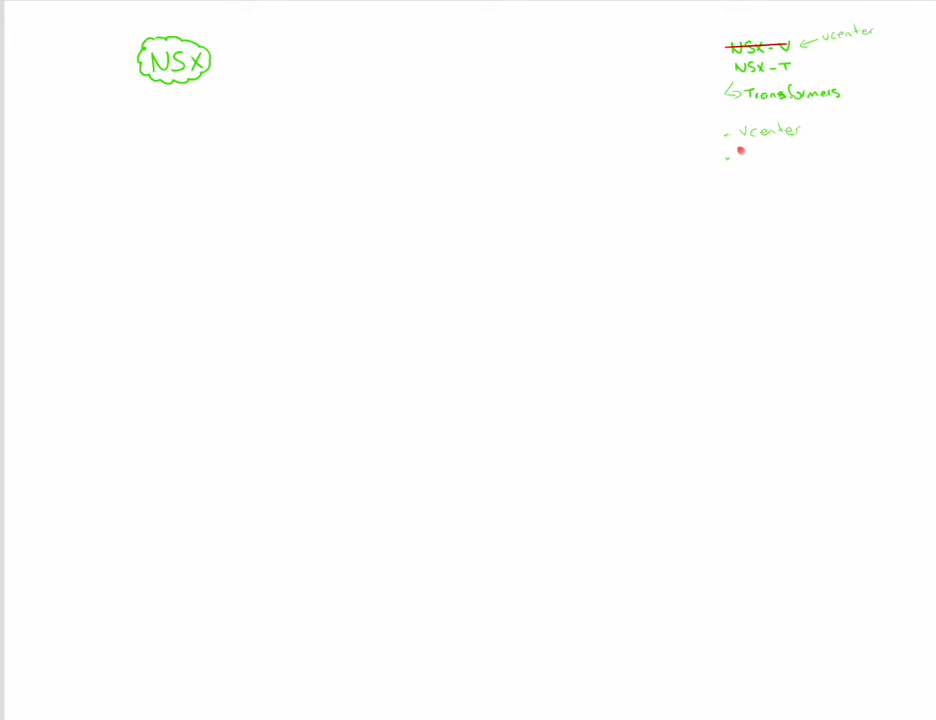 NSX
NSX-V ← vcenter
NSX-T
↳ Transformers
- vcenter
-